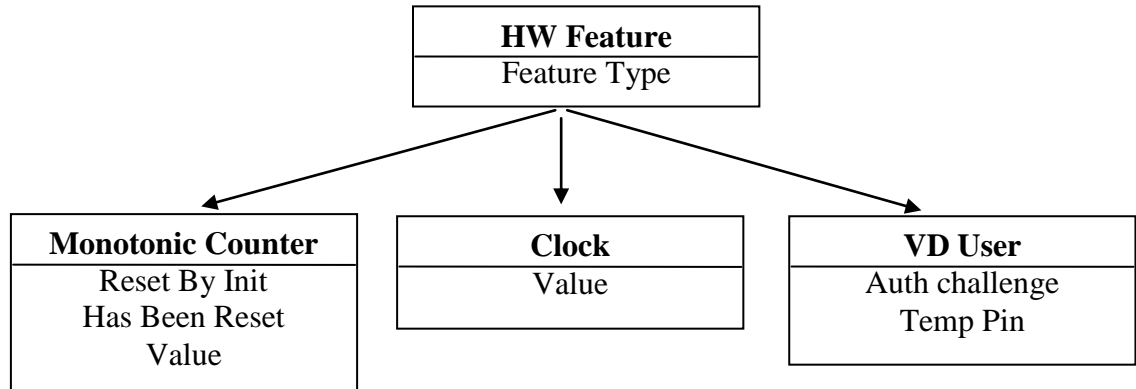 HW Feature
Feature Type
Monotonic Counter
Reset By Init
Has Been Reset
Value
Clock
Value
VD User
Auth challenge
Temp Pin